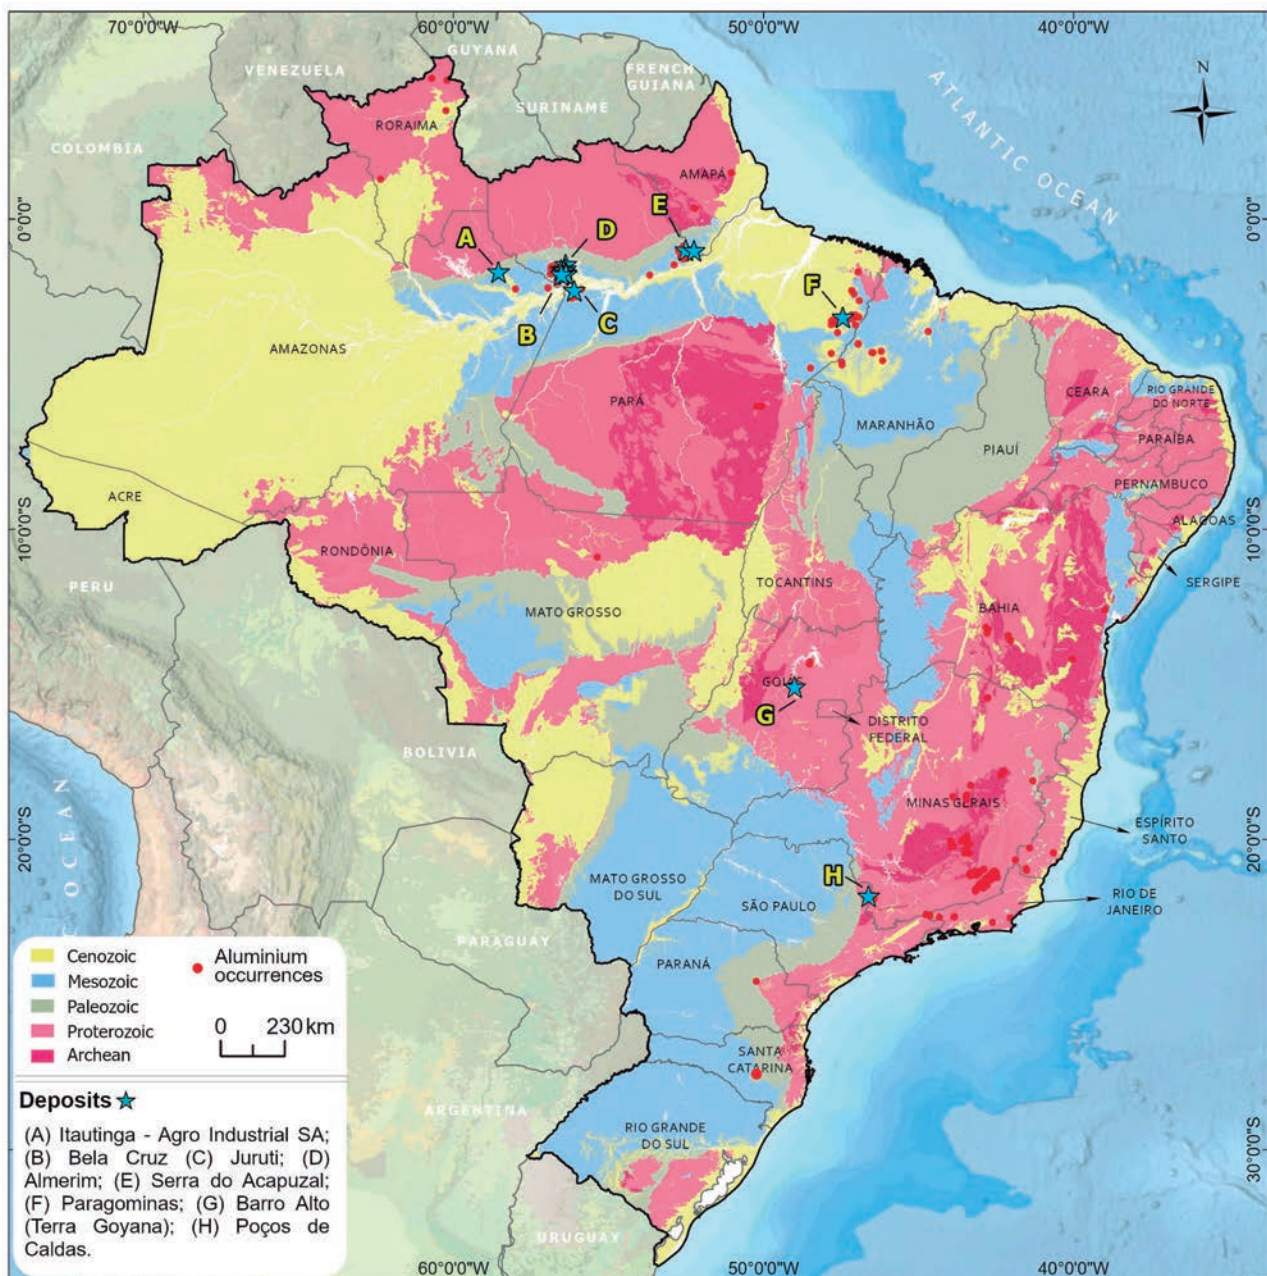 70°0'0"W 60°0'0"W 50°0'0"W 40°0'0"W
GUYANA
VENEZUELA
FRENCH
GUIANA
SURINAME
N
ATLANTIC OCEAN
COLOMBIA
RORAIMA
AMAPÁ
0°0'0"
0°0'0"
E
D
A
F
B
C
AMAZONAS
PARÁ
CEARA
RIO GRANDE
DO NORTE
MARANHÃO
PARAÍBA
PIAUÍ
PERNAMBUCO
ACRE
ALAGOAS
10°0'0"S
10°0'0"S
RONDÔNIA
TOCANTINS
SERGIPE
PERU
MATO GROSSO
BAHIA
GOIÁS
G
DISTRITO
FEDERAL
BOLIVIA
MINAS GERAIS
ESPÍRITO
SANTO
20°0'0"S
20°0'0"S
H
MATO GROSSO
DO SUL
SÃO PAULO
RIO DE
JANEIRO
C OCEAN
PARAGUAY
PARANÁ
SANTA
CATARINA
ARGENTINA
RIO GRANDE
DO SUL
30°0'0"S
URUGUAY
Cenozoic
Mesozoic
Paleozoic
Proterozoic
Archean
Aluminium
occurrences
0 230 km
Deposits
(A) Itautinga - Agro Industrial SA;
(B) Bela Cruz (C) Juruti; (D)
Almerim; (E) Serra do Acapuzal;
(F) Paragominas; (G) Barro Alto
(Terra Goyana); (H) Poços de
Caldas.
60°0'0"W 50°0'0"W 40°0'0"W